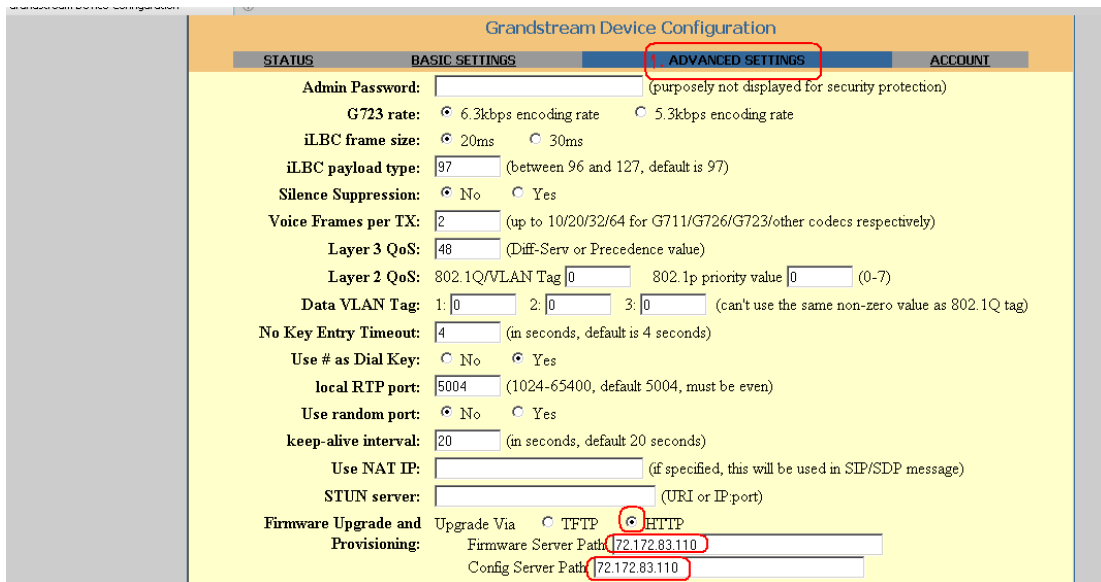 Grandstream Device Configuration
Grandstream Device Configuration
STATUS BASIC SETTINGS 1. ADVANCED SETTINGS ACCOUNT
Admin Password: (purposely not displayed for security protection)
G723 rate: 6.3kbps encoding rate 5.3kbps encoding rate
iLBC frame size: 20ms 30ms
iLBC payload type: 97 (between 96 and 127, default is 97)
Silence Suppression: No Yes
Voice Frames per TX: 2 (up to 10/20/32/64 for G711/G726/G723/other codecs respectively)
Layer 3 QoS: 48 (Diff-Serv or Precedence value)
Layer 2 QoS: 802.1Q/VLAN Tag 0 802.1p priority value 0 (0-7)
Data VLAN Tag: 1: 0 2: 0 3: 0 (can't use the same non-zero value as 802.1Q tag)
No Key Entry Timeout: 4 (in seconds, default is 4 seconds)
Use # as Dial Key: No Yes
local RTP port: 5004 (1024-65400, default 5004, must be even)
Use random port: No Yes
keep-alive interval: 20 (in seconds, default 20 seconds)
Use NAT IP: (if specified, this will be used in SIP/SDP message)
STUN server: (URI or IP:port)
Firmware Upgrade and Upgrade Via TFTP HTTP
Provisioning: Firmware Server Path: 72.172.83.110
Config Server Path: 72.172.83.110